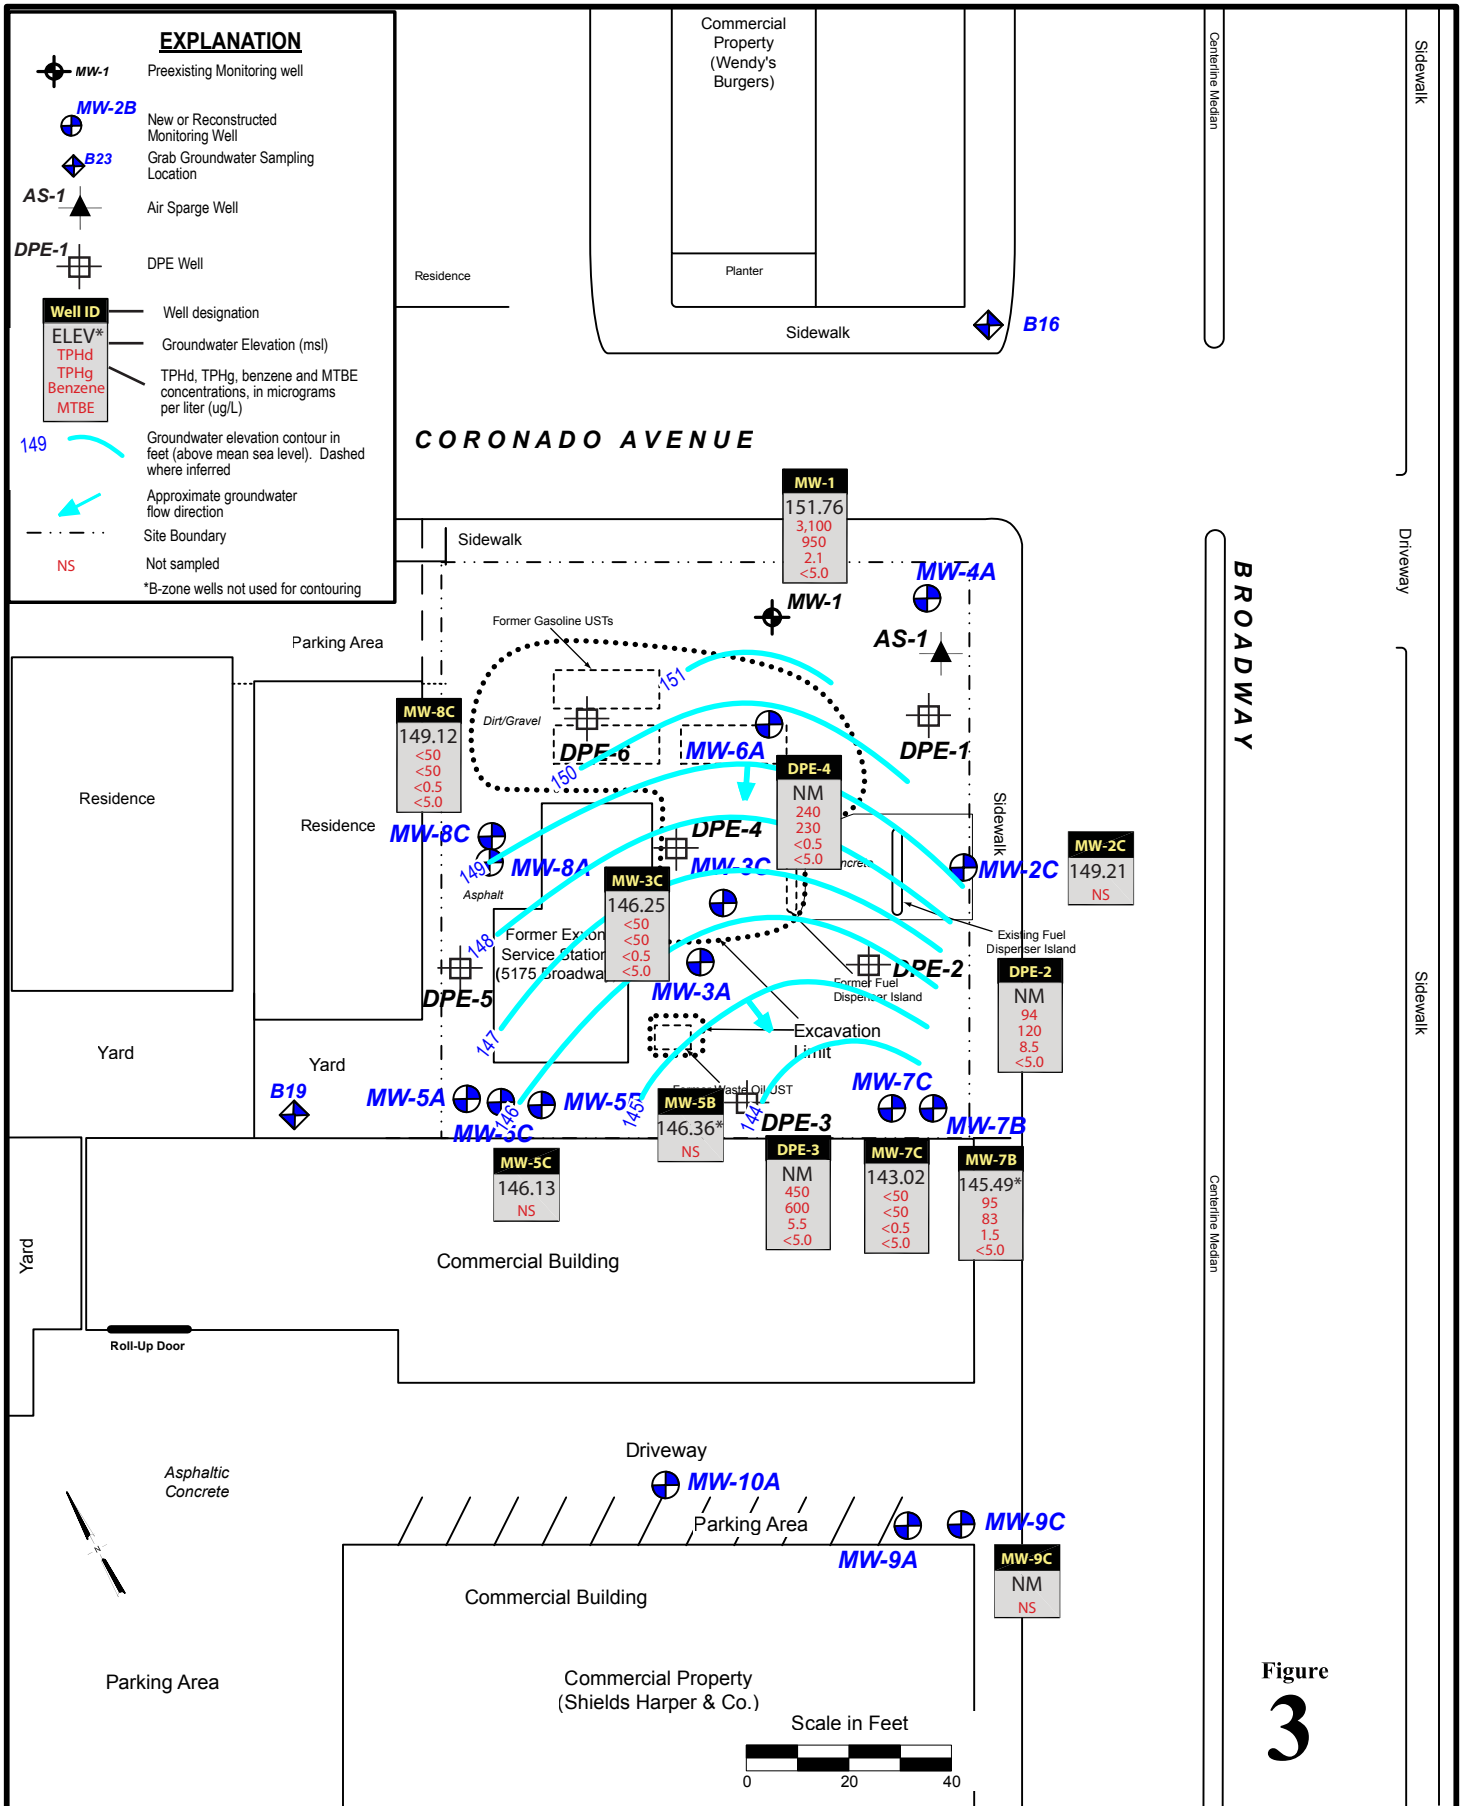 EXPLANATION
MW-1
Preexisting Monitoring well
MW-2B
New or Reconstructed
Monitoring Well
B23
Grab Groundwater Sampling
Location
AS-1
Air Sparge Well
DPE-1
DPE Well
Well ID
Well designation
ELEV*
Groundwater Elevation (msl)
TPHd
TPHg
Benzene
MTBE
TPHd, TPHg, benzene and MTBE
concentrations, in micrograms
per liter (ug/L)
149
Groundwater elevation contour in
feet (above mean sea level). Dashed
where inferred
Approximate groundwater
flow direction
Site Boundary
NS
Not sampled
*B-zone wells not used for contouring
Commercial
Property
(Wendy's
Burgers)
Centerline Median
Sidewalk
Residence
Planter
Sidewalk
B16
CORONADO AVENUE
MW-1
151.76
3,100
950
2.1
<5.0
Sidewalk
MW-4A
MW-1
AS-1
Driveway
BROADWAY
Former Gasoline USTs
Parking Area
151
MW-8C
149.12
<50
<50
<0.5
<5.0
Dirt/Gravel
DPE-6
MW-6A
DPE-1
150
DPE-4
NM
240
230
<0.5
<5.0
Residence
Residence
MW-8C
DPE-4
Sidewalk
MW-8A
149
MW-3C
MW-2C
MW-2C
149.21
NS
Asphalt
MW-3C
146.25
<50
<50
<0.5
<5.0
148
Former Exxon
Service Station
(5175 Broadwa
Existing Fuel
Dispenser Island
DPE-5
MW-3A
DPE-2
Former Fuel
Dispenser Island
DPE-2
NM
94
120
8.5
<5.0
Sidewalk
147
Excavation
Limit
Yard
Yard
B19
MW-5A
MW-5C
146
145
Former Waste Oil UST
MW-5B
146.36*
NS
144
DPE-3
MW-7C
MW-7B
MW-5C
146.13
NS
DPE-3
NM
450
600
5.5
<5.0
MW-7C
143.02
<50
<50
<0.5
<5.0
MW-7B
145.49*
95
83
1.5
<5.0
Centerline Median
Yard
Commercial Building
Roll-Up Door
Driveway
Asphaltic
Concrete
MW-10A
Parking Area
MW-9C
MW-9A
N
MW-9C
NM
NS
Commercial Building
Parking Area
Commercial Property
(Shields Harper & Co.)
Scale in Feet
0 20 40
Figure
3